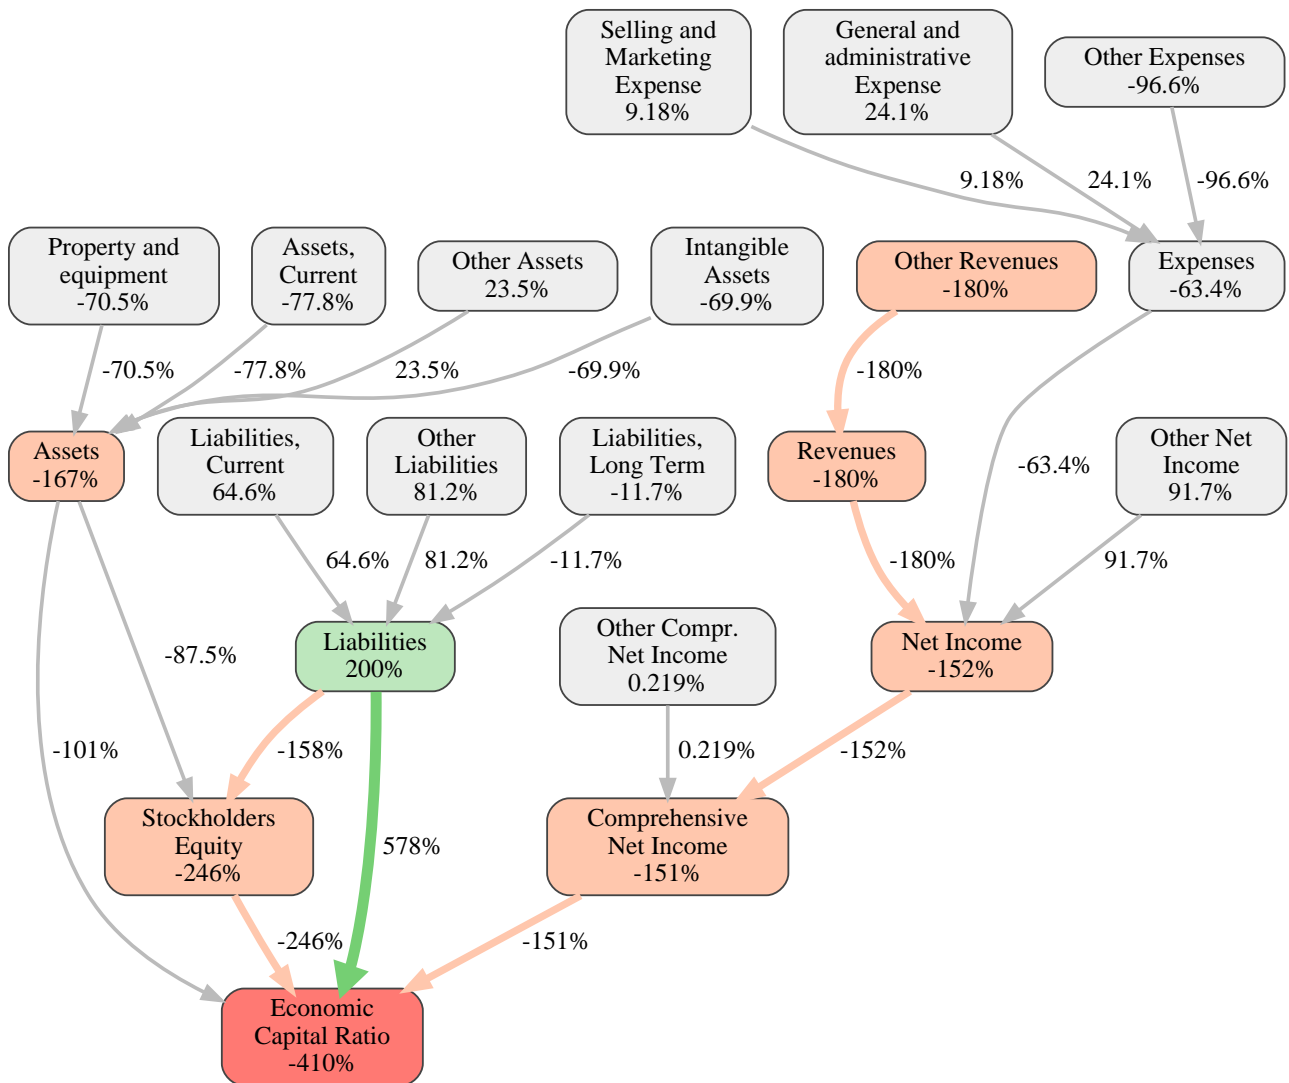 Selling and
Marketing
Expense
9.18%
General and
administrative
Expense
24.1%
Other Expenses
-96.6%
9.18%
24.1%
-96.6%
Property and
equipment
-70.5%
Assets,
Current
-77.8%
Other Assets
23.5%
Intangible
Assets
-69.9%
Other Revenues
-180%
Expenses
-63.4%
-70.5%
-77.8%
23.5%
-69.9%
-180%
Assets
-167%
Liabilities,
Current
64.6%
Other
Liabilities
81.2%
Liabilities,
Long Term
-11.7%
Revenues
-180%
-63.4%
Other Net
Income
91.7%
64.6%
81.2%
-11.7%
-180%
91.7%
-87.5%
Liabilities
200%
Other Compr.
Net Income
0.219%
Net Income
-152%
-101%
-158%
0.219%
-152%
Stockholders
Equity
-246%
578%
Comprehensive
Net Income
-151%
-246%
-151%
Economic
Capital Ratio
-410%